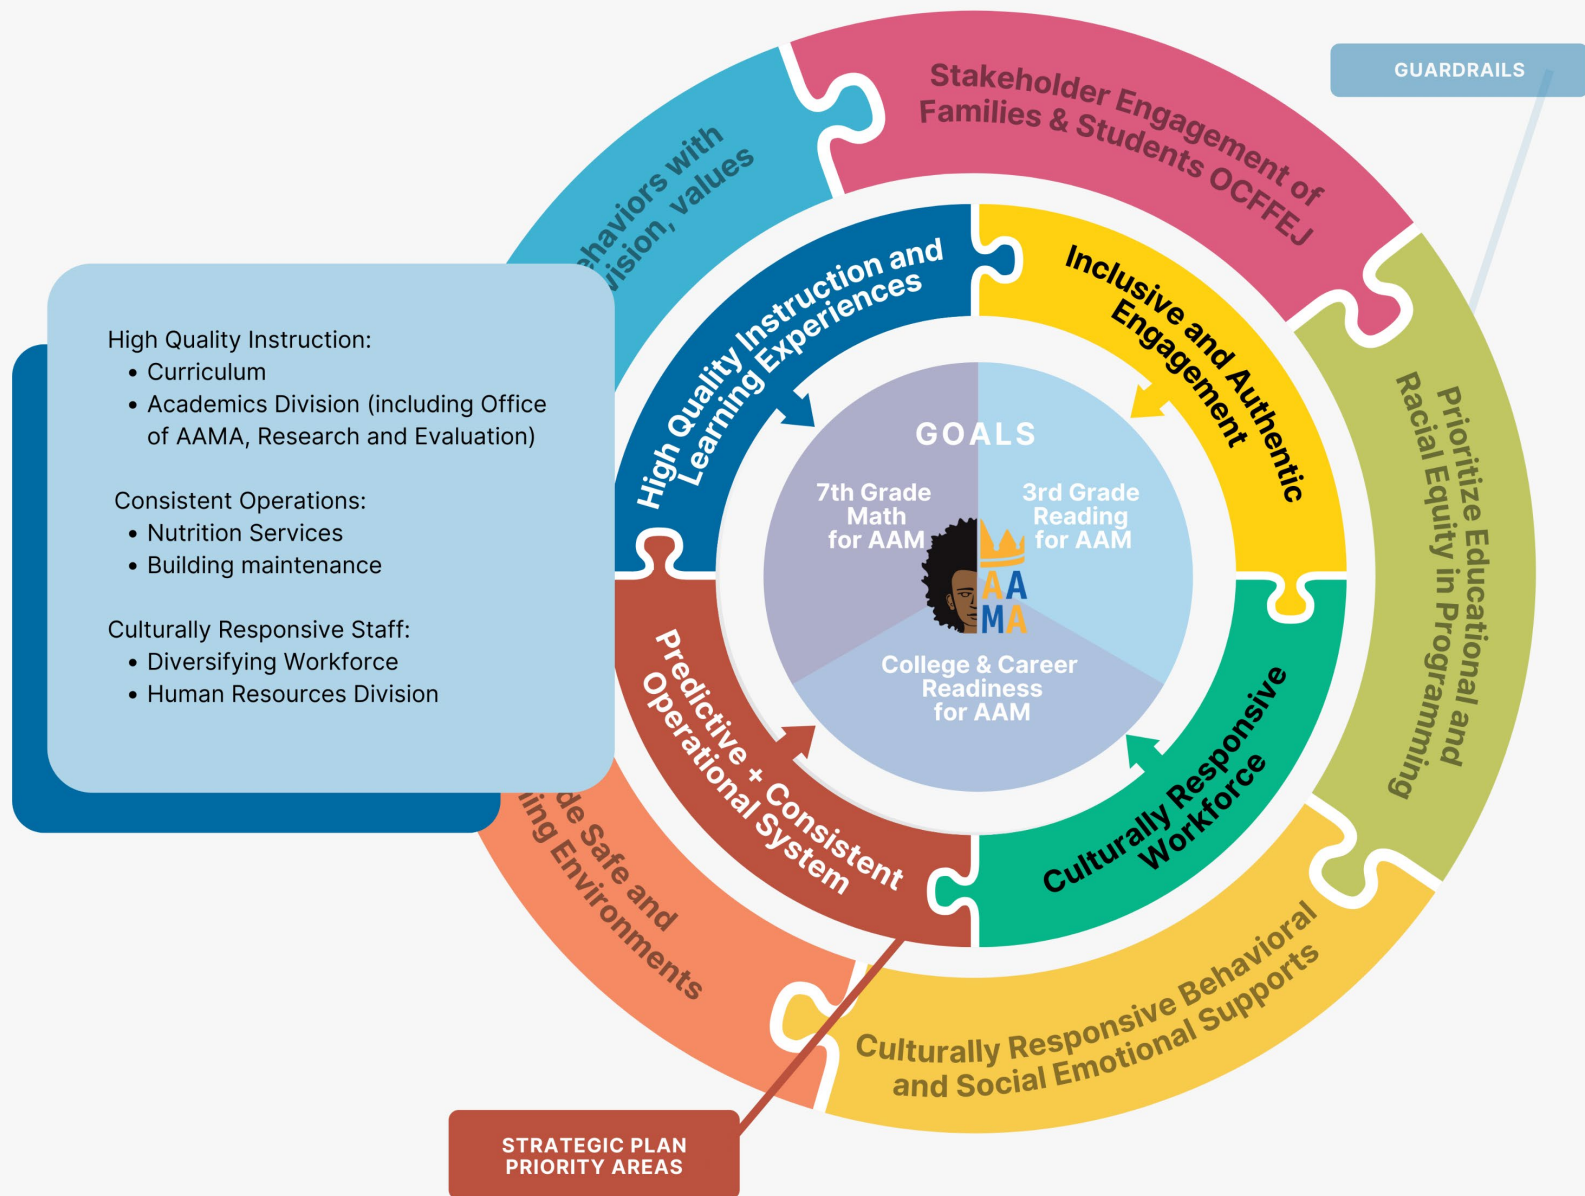 GUARDRAILS
Stakeholder Engagement of
Families & Students OCFFEJ
with
vision, values
High Quality Instruction and
Learning Experiences
Inclusive and Authentic
Engagement
Prioritize Educational and
Racial Equity in Programming
High Quality Instruction:
• Curriculum
• Academics Division (including Office
of AAMA, Research and Evaluation)
Consistent Operations:
• Nutrition Services
• Building maintenance
Culturally Responsive Staff:
• Diversifying Workforce
• Human Resources Division
GOALS
7th Grade
Math
for AAM
3rd Grade
Reading
for AAM
AA
MA
College & Career
Readiness
for AAM
Predictive + Consistent
Operational System
Culturally Responsive
Workforce
Safe and
Environments
Culturally Responsive Behavioral
and Social Emotional Supports
STRATEGIC PLAN
PRIORITY AREAS